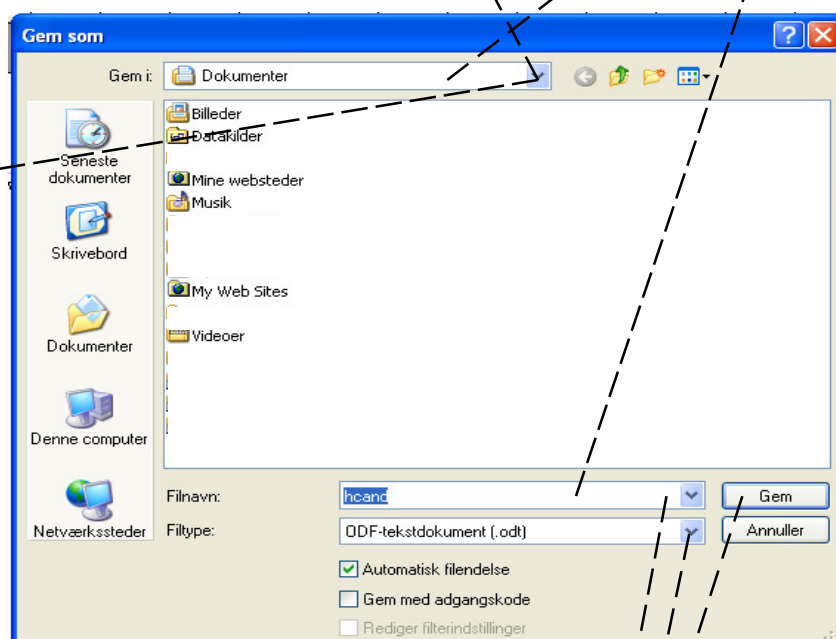 Gem som
Gem i:
Dokumenter
Seneste dokumenter
Skrivebord
Dokumenter
Denne computer
Netværkssteder
Billeder
Datakilder
Mine websteder
Musik
My Web Sites
Videoer
Filnavn:
hcand
Gem
Filtype:
ODF-tekstdokument (.odt)
Annuller
Automatisk filendelse
Gem med adgangskode
Rediger filterindstillinger